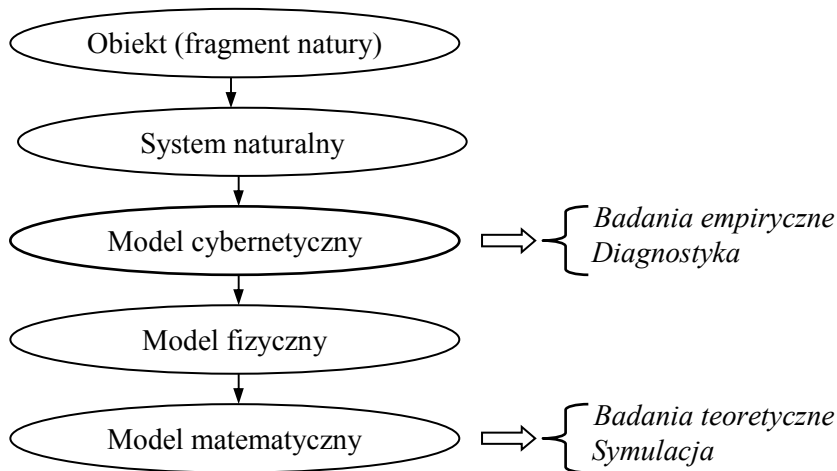 Obiekt (fragment natury)
System naturalny
Model cybernetyczny
Badania empiryczne
Diagnostyka
Model fizyczny
Model matematyczny
Badania teoretyczne
Symulacja